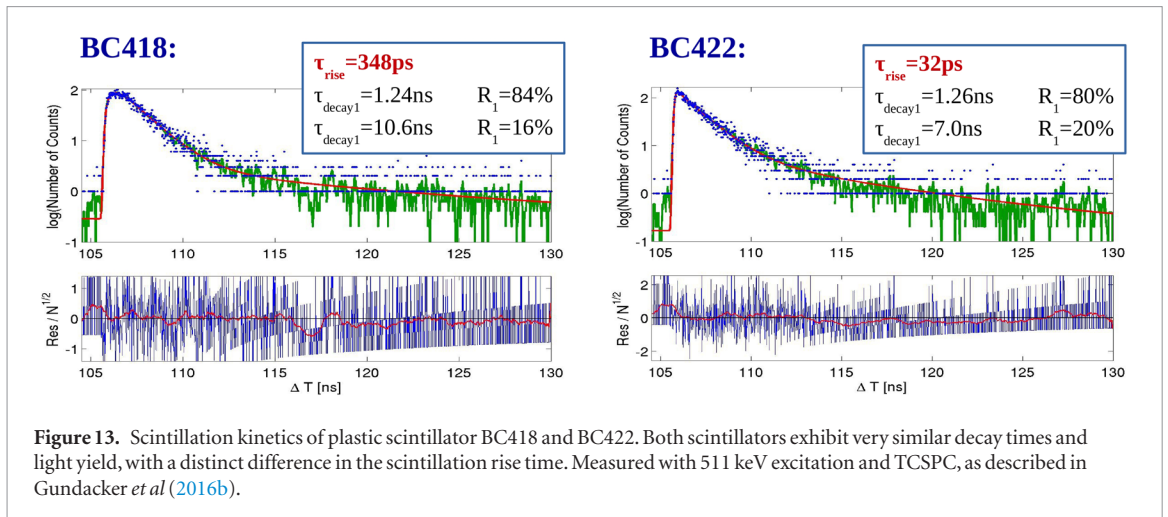 BC418:
τrise=348ps
τdecay1=1.24ns R1=84%
τdecay1=10.6ns R1=16%
log(Number of Counts)
2
1
0
-1
105 110 115 120 125 130
Res / N^1/2
1
0
-1
105 110 115 120 125 130
Δ T [ns]
BC422:
τrise=32ps
τdecay1=1.26ns R1=80%
τdecay1=7.0ns R1=20%
log(Number of Counts)
2
1
0
-1
105 110 115 120 125 130
Res / N^1/2
2
0
-2
105 110 115 120 125 130
Δ T [ns]
Figure 13. Scintillation kinetics of plastic scintillator BC418 and BC422. Both scintillators exhibit very similar decay times and
light yield, with a distinct difference in the scintillation rise time. Measured with 511 keV excitation and TCSPC, as described in
Gundacker et al (2016b).